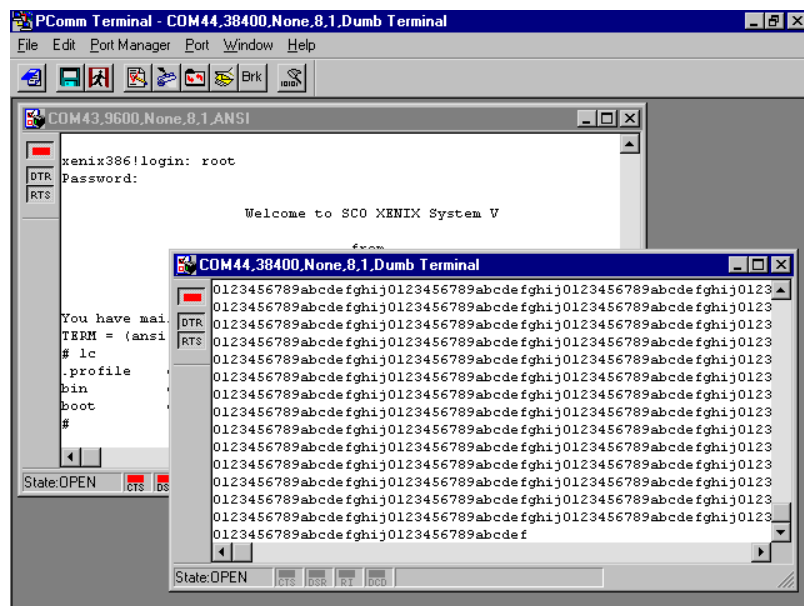 PComm Terminal - COM44,38400,None,8,1,Dumb Terminal
File Edit Port Manager Port Window Help
Brk
COM43,9600,None,8,1,ANSI
DTR
RTS
xenix386!login: root
Password:
Welcome to SCO XENIX System V
from
You have mai
TERM = (ansi
# lc
.profile
bin
boot
#
State:OPEN CTS DS
COM44,38400,None,8,1,Dumb Terminal
DTR
RTS
0123456789abcdefghij0123456789abcdefghij0123456789abcdefghij0123
0123456789abcdefghij0123456789abcdefghij0123456789abcdefghij0123
0123456789abcdefghij0123456789abcdefghij0123456789abcdefghij0123
0123456789abcdefghij0123456789abcdefghij0123456789abcdefghij0123
0123456789abcdefghij0123456789abcdefghij0123456789abcdefghij0123
0123456789abcdefghij0123456789abcdefghij0123456789abcdefghij0123
0123456789abcdefghij0123456789abcdefghij0123456789abcdefghij0123
0123456789abcdefghij0123456789abcdefghij0123456789abcdefghij0123
0123456789abcdefghij0123456789abcdefghij0123456789abcdefghij0123
0123456789abcdefghij0123456789abcdefghij0123456789abcdefghij0123
0123456789abcdefghij0123456789abcdefghij0123456789abcdefghij0123
0123456789abcdefghij0123456789abcdefghij0123456789abcdefghij0123
0123456789abcdefghij0123456789abcdefghij0123456789abcdefghij0123
0123456789abcdefghij0123456789abcdefghij0123456789abcdefghij0123
0123456789abcdefghij0123456789abcdef
State:OPEN CTS DSR RI DCD